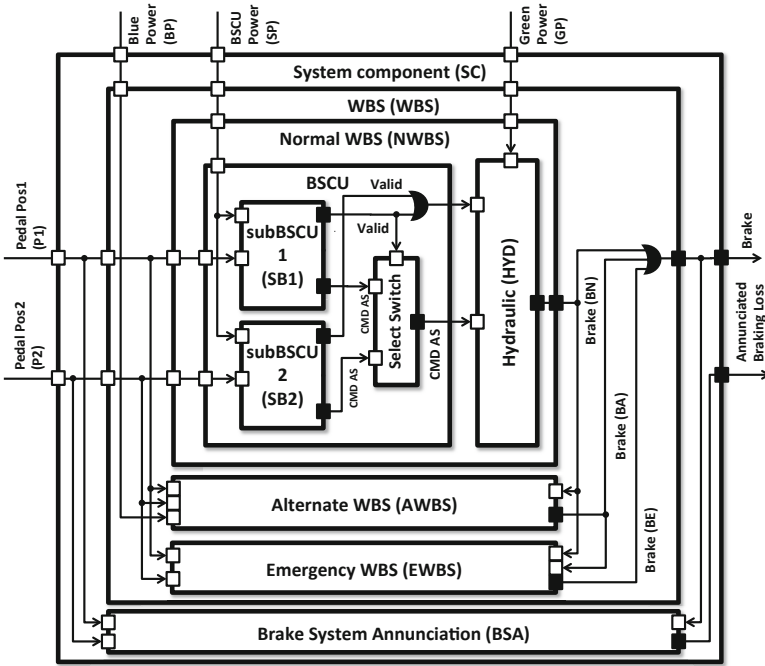 Blue
Power
(BP)
BSCU
Power
(SP)
Green
Power
(GP)
System component (SC)
WBS (WBS)
Normal WBS (NWBS)
BSCU
Valid
Valid
subBSCU
1
(SB1)
subBSCU
2
(SB2)
CMD AS
CMD AS
Select Switch
CMD AS
Hydraulic (HYD)
Pedal Pos1
(P1)
Pedal Pos2
(P2)
Brake (BN)
Brake (BA)
Brake (BE)
Brake
Annunciated
Braking Loss
Alternate WBS (AWBS)
Emergency WBS (EWBS)
Brake System Annunciation (BSA)